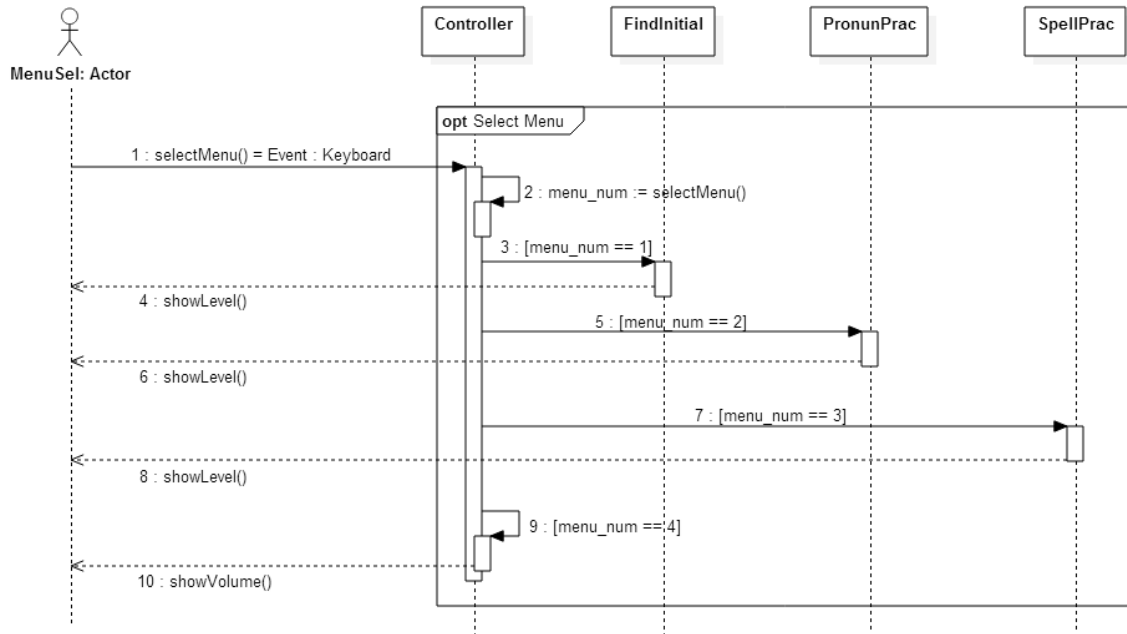 Controller
FindInitial
PronunPrac
SpellPrac
MenuSel: Actor
opt Select Menu
1 : selectMenu() = Event : Keyboard
2 : menu_num := selectMenu()
3 : [menu_num == 1]
4 : showLevel()
5 : [menu_num == 2]
6 : showLevel()
7 : [menu_num == 3]
8 : showLevel()
9 : [menu_num == 4]
10 : showVolume()